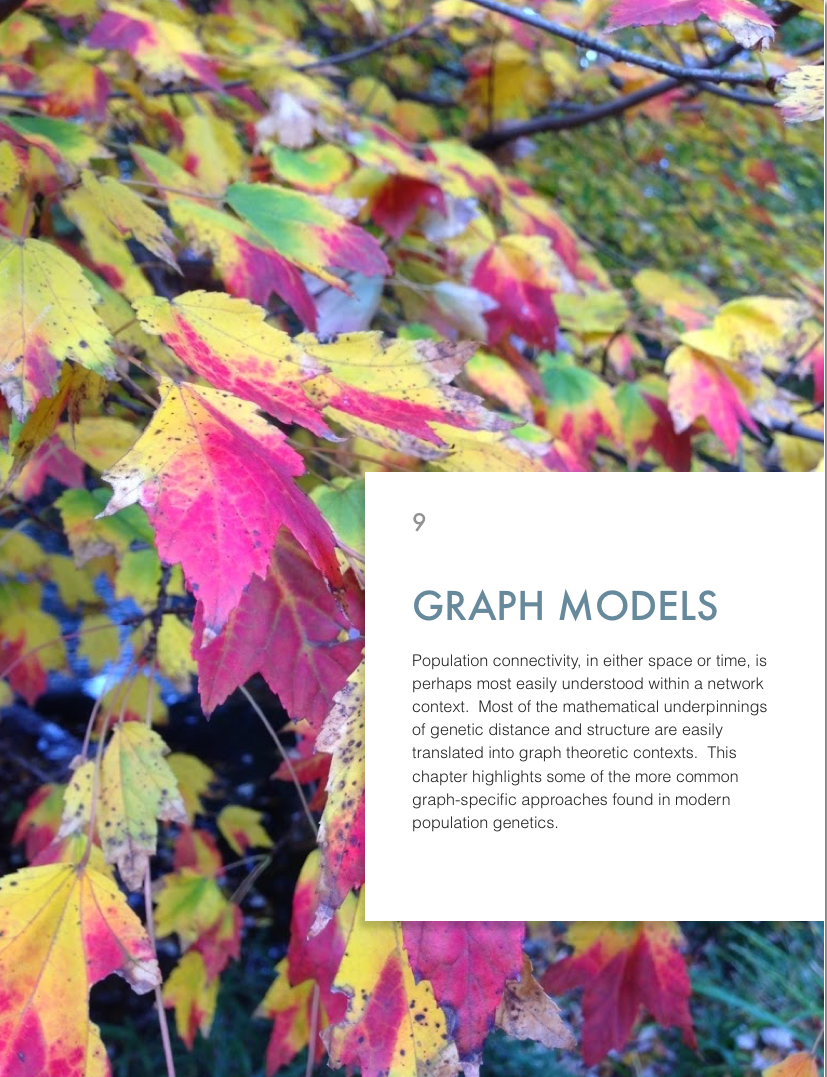 9
GRAPH MODELS
Population connectivity, in either space or time, is
perhaps most easily understood within a network
context.  Most of the mathematical underpinnings
of genetic distance and structure are easily
translated into graph theoretic contexts.  This
chapter highlights some of the more common
graph-specific approaches found in modern
population genetics.